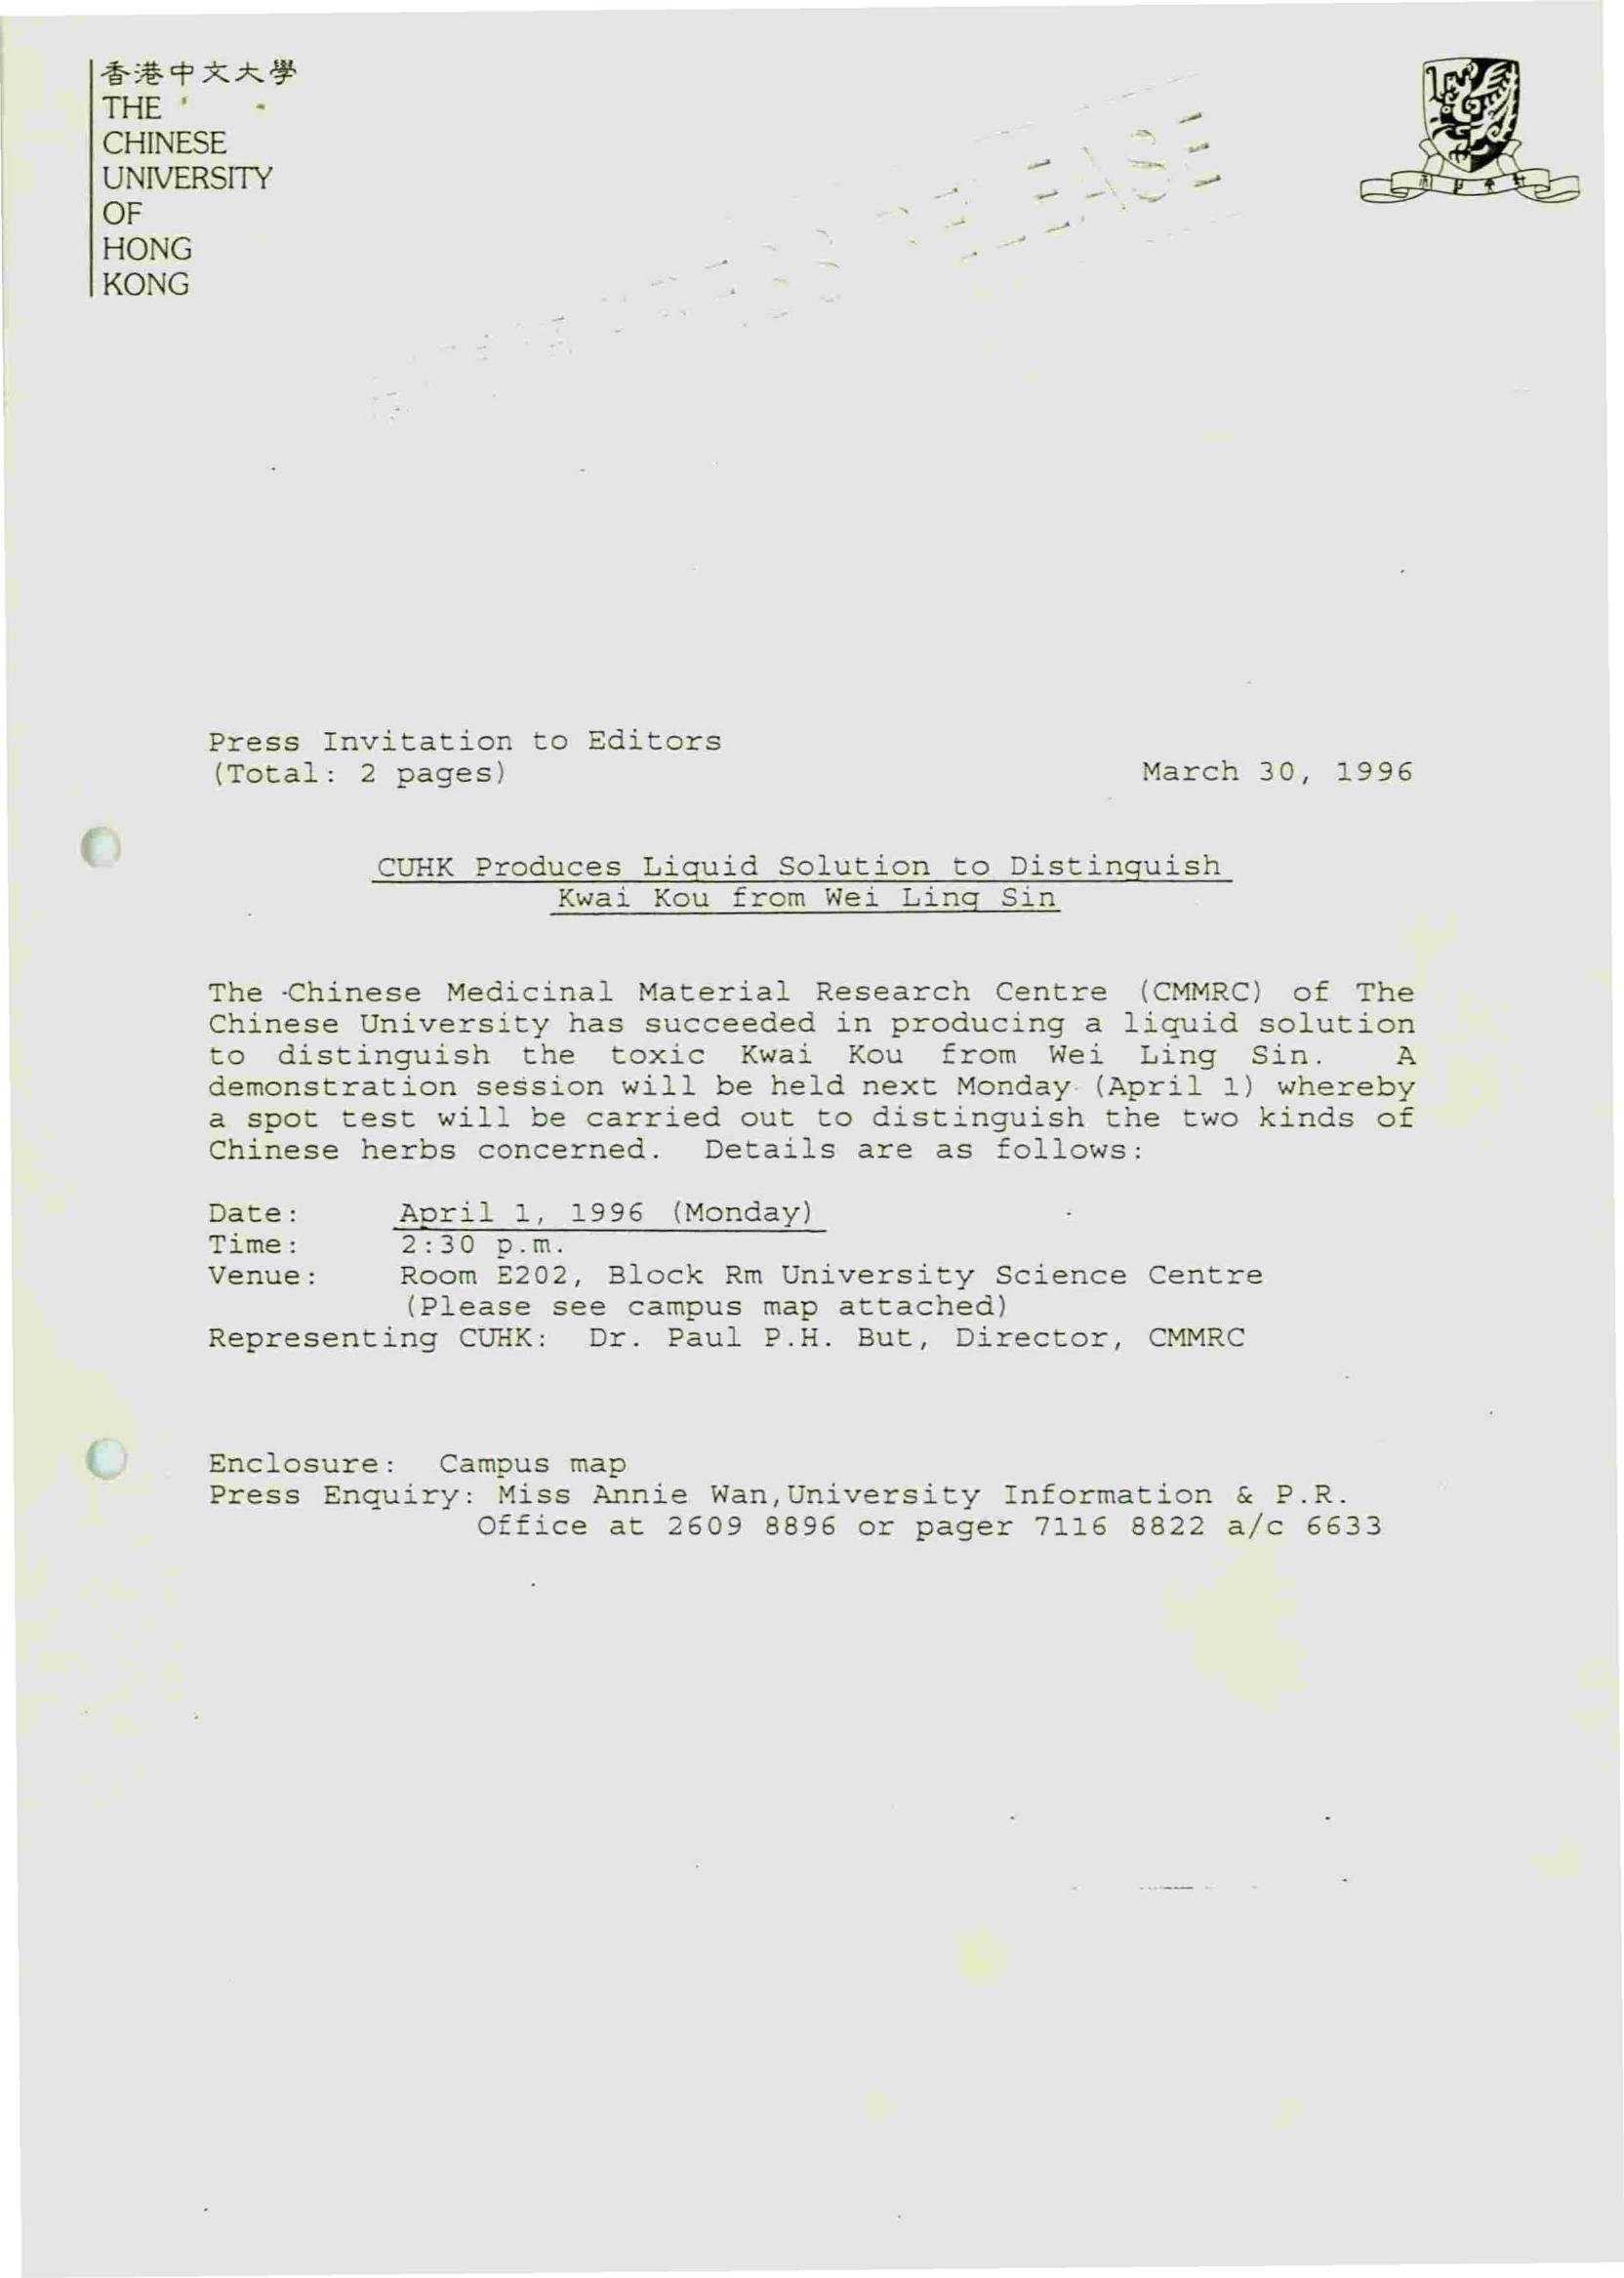 香港中文大學
THE
CHINESE
UNIVERSITY
OF
HONG
KONG
RELEASE
Press Invitation to Editors
(Total: 2 pages)
March 30, 1996
CUHK Produces Liquid Solution to Distinguish
Kwai Kou from Wei Ling Sin
The Chinese Medicinal Material Research Centre (CMMRC) of The
Chinese University has succeeded in producing a liquid solution
to distinguish the toxic Kwai Kou from Wei Ling Sin. A
demonstration session will be held next Monday (April 1) whereby
a spot test will be carried out to distinguish the two kinds of
Chinese herbs concerned. Details are as follows:
Date: April 1, 1996 (Monday)
Time: 2:30 p.m.
Venue: Room E202, Block Rm University Science Centre
(Please see campus map attached)
Representing CUHK: Dr. Paul P.H. But, Director, CMMRC
Enclosure: Campus map
Press Enquiry: Miss Annie Wan,University Information & P.R.
Office at 2609 8896 or pager 7116 8822 a/c 6633